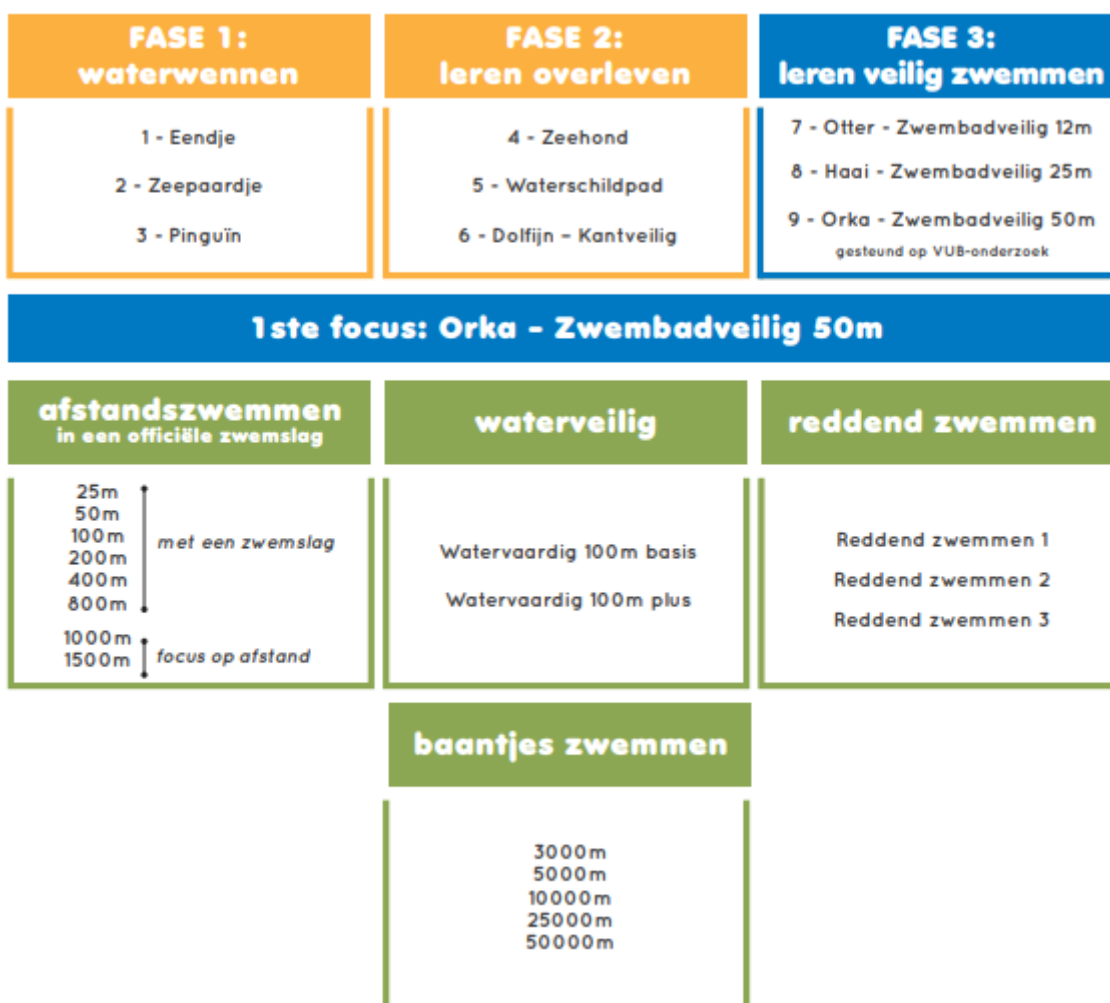 FASE 1:
waterwennen
1 - Eendje
2 - Zeepaardje
3 - Pinguïn
FASE 2:
leren overleven
4 - Zeehond
5 - Waterschildpad
6 - Dolfijn – Kantveilig
FASE 3:
leren veilig zwemmen
7 - Otter - Zwembadveilig 12m
8 - Haai - Zwembadveilig 25m
9 - Orka - Zwembadveilig 50m
gesteund op VUB-onderzoek
1ste focus: Orka - Zwembadveilig 50m
afstandszwemmen
in een officiële zwemslag
25m
50m
100m
200m
400m
800m
met een zwemslag
1000m
1500m
focus op afstand
waterveilig
Watervaardig 100m basis
Watervaardig 100m plus
reddend zwemmen
Reddend zwemmen 1
Reddend zwemmen 2
Reddend zwemmen 3
baantjes zwemmen
3000m
5000m
10000m
25000m
50000m